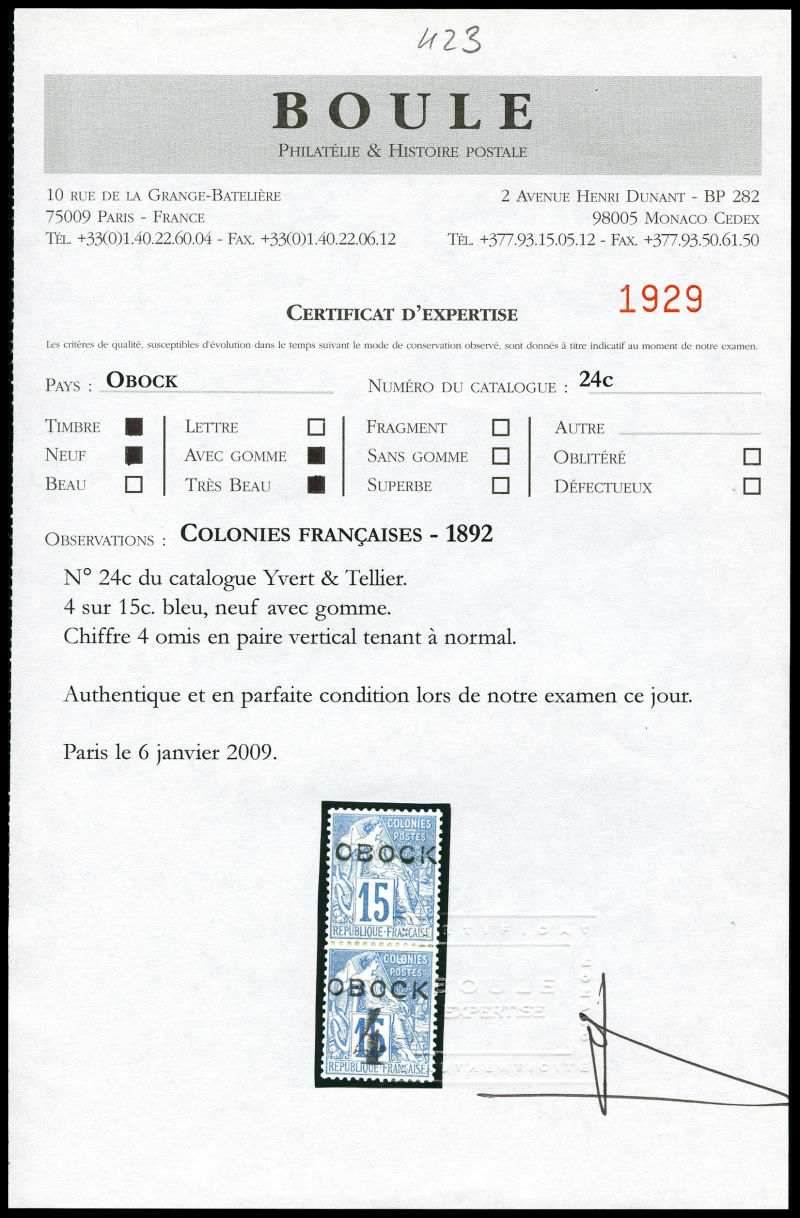 423
BOULE
PHILATÉLIE & HISTOIRE POSTALE
10 RUE DE LA GRANGE-BATELIÈRE
75009 PARIS - FRANCE
TÉL. +33(0)1.40.22.60.04 - FAX. +33(0)1.40.22.06.12
2 AVENUE HENRI DUNANT - BP 282
98005 MONACO CEDEX
TÉL. +377.93.15.05.12 - FAX. +377.93.50.61.50
CERTIFICAT D'EXPERTISE
1929
Les critères de qualité, susceptibles d'évolution dans le temps suivant le mode de conservation observé, sont donnés à titre indicatif au moment de notre examen.
PAYS : OBOCK NUMÉRO DU CATALOGUE : 24c
TIMBRE LETTRE FRAGMENT AUTRE
NEUF AVEC GOMME SANS GOMME OBLITÉRÉ
BEAU TRÈS BEAU SUPERBE DÉFECTUEUX
OBSERVATIONS : COLONIES FRANÇAISES - 1892
N° 24c du catalogue Yvert & Tellier.
4 sur 15c. bleu, neuf avec gomme.
Chiffre 4 omis en paire vertical tenant à normal.
Authentique et en parfaite condition lors de notre examen ce jour.
Paris le 6 janvier 2009.
COLONIES
POSTES
OBOCK
15
REPUBLIQUE-FRANÇAISE
COLONIES
POSTES
OBOCK
15
4
REPUBLIQUE-FRANÇAISE
BOULE
EXPERTISE